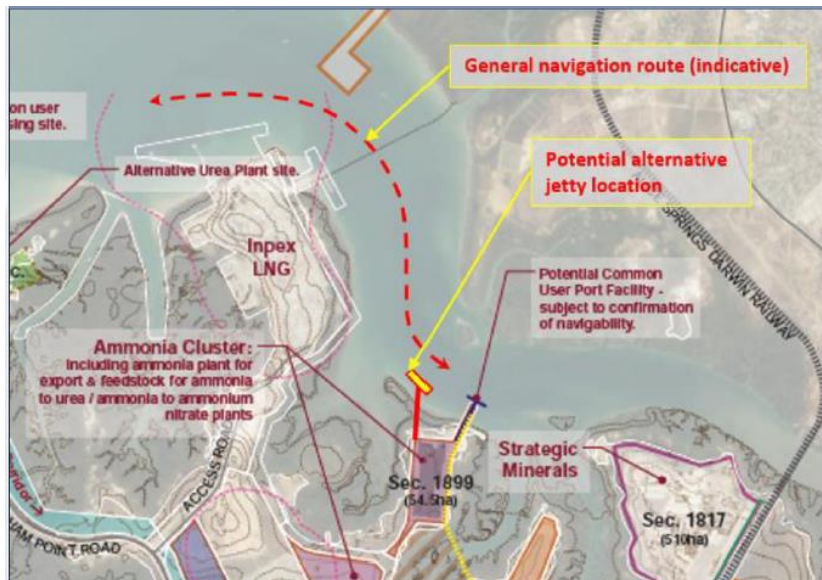 General navigation route (indicative)
on user
sing site.
Alternative Urea Plant site.
Potential alternative
jetty location
ALICE SPRINGS DARWIN RAILWAY
Inpex
LNG
c.
Potential Common
User Port Facility -
subject to confirmation
of navigability.
Ammonia Cluster:
including ammonia plant for
export & feedstock for ammonia
to urea / ammonia to ammonium
nitrate plants
Strategic
Minerals
ACCESS ROAD
Sec. 1899
(54.5ha)
Sec. 1817
(510ha)
orridor
HAM POINT ROAD